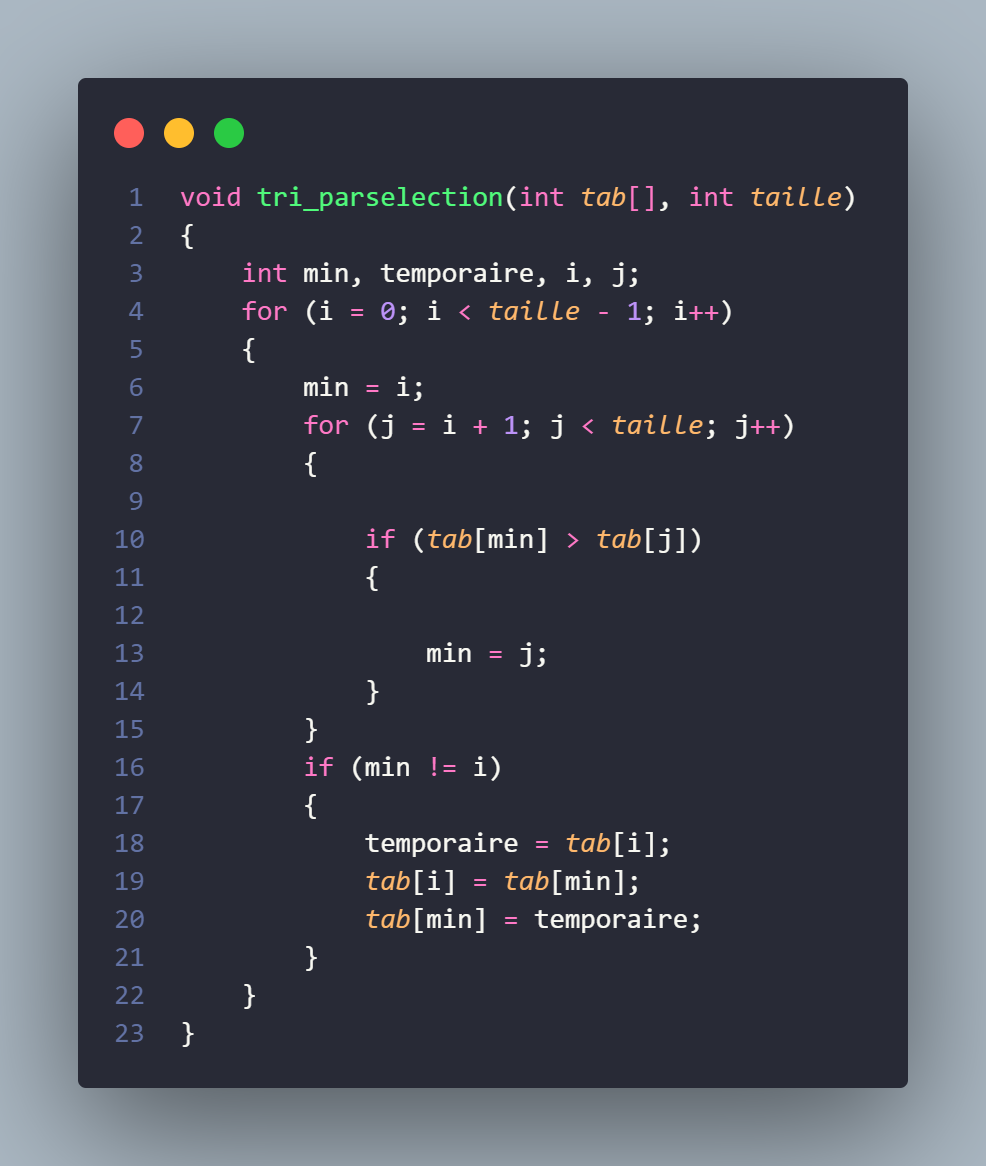 1 void tri_parselection(int tab[], int taille)
2 {
3     int min, temporaire, i, j;
4     for (i = 0; i < taille - 1; i++)
5     {
6         min = i;
7         for (j = i + 1; j < taille; j++)
8         {
9
10             if (tab[min] > tab[j])
11             {
12
13                 min = j;
14             }
15         }
16         if (min != i)
17         {
18             temporaire = tab[i];
19             tab[i] = tab[min];
20             tab[min] = temporaire;
21         }
22     }
23 }